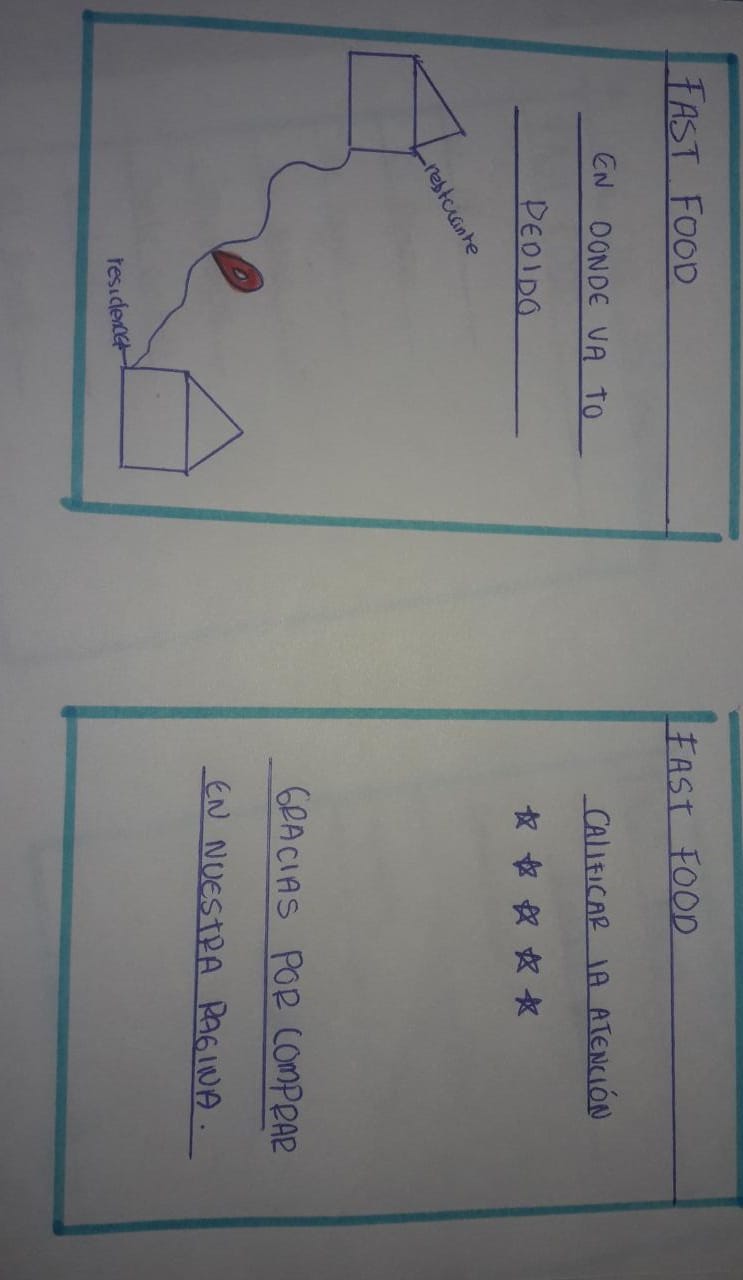 FAST FOOD
EN DONDE VA TO
PEDIDO
restaurante
residencia
FAST FOOD
CALIFICAR LA ATENCIÓN
GRACIAS POR COMPRAR
EN NUESTRA PAGINA.